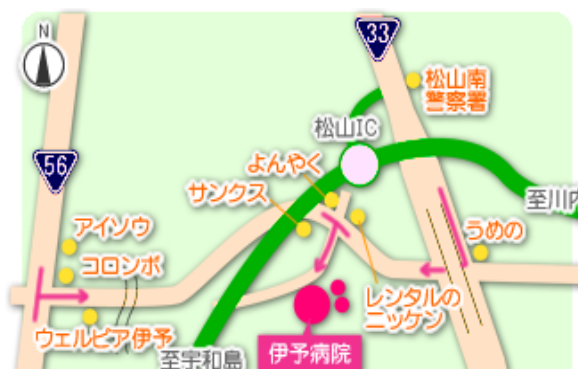 N
33
松山南
警察署
松山IC
56
よんやく
サンクス
至川内
アイソウ
うめの
コロンボ
レンタルの
ニッケン
ウェルピア伊予
至宇和島
伊予病院